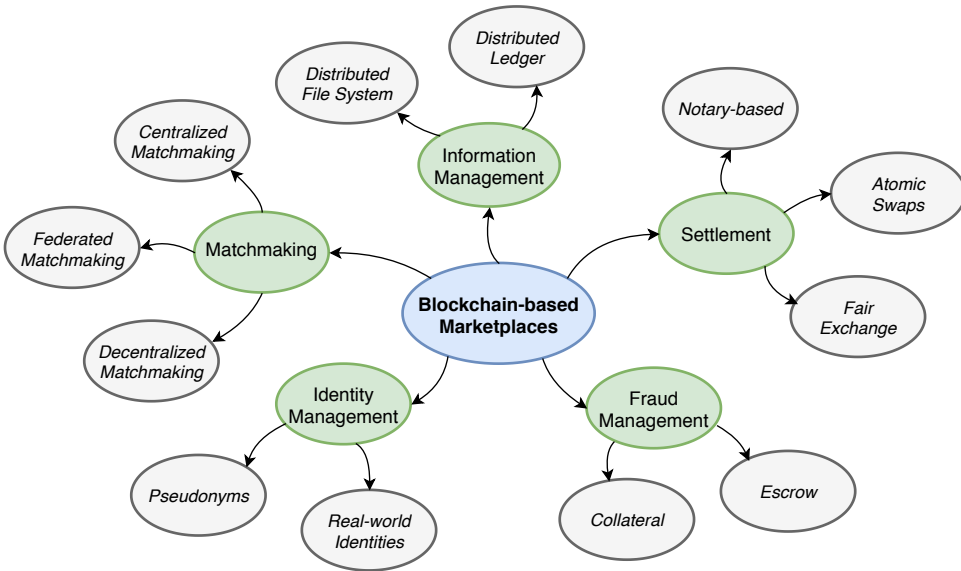 Distributed
Ledger
Distributed
File System
Notary-based
Centralized
Matchmaking
Information
Management
Atomic
Swaps
Federated
Matchmaking
Matchmaking
Settlement
Blockchain-based
Marketplaces
Fair
Exchange
Decentralized
Matchmaking
Identity
Management
Fraud
Management
Pseudonyms
Real-world
Identities
Collateral
Escrow